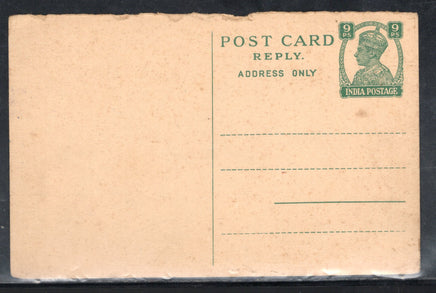 POST CARD
REPLY.
ADDRESS ONLY
9 PS 9 PS
INDIA POSTAGE